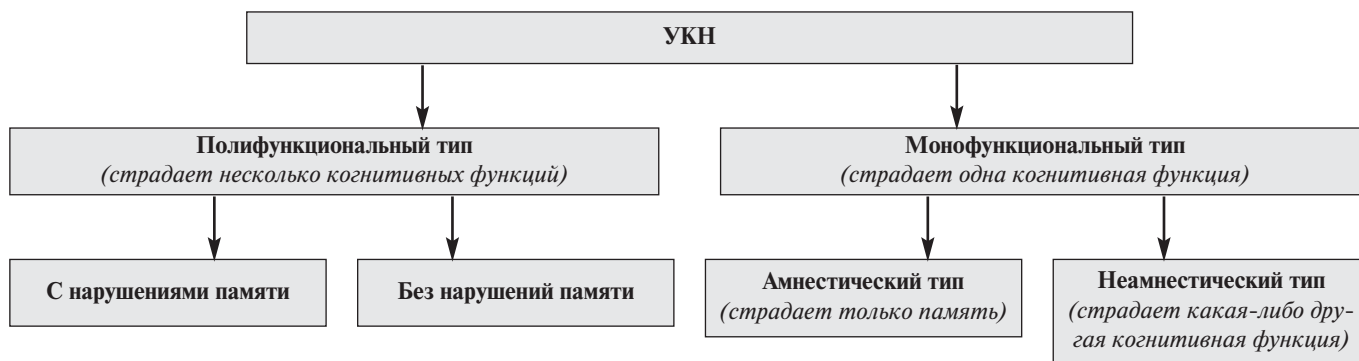 УКН
Полифункциональный тип
(страдает несколько когнитивных функций)
Монофункциональный тип
(страдает одна когнитивная функция)
С нарушениями памяти
Без нарушений памяти
Амнестический тип
(страдает только память)
Неамнестический тип
(страдает какая-либо дру-
гая когнитивная функция)